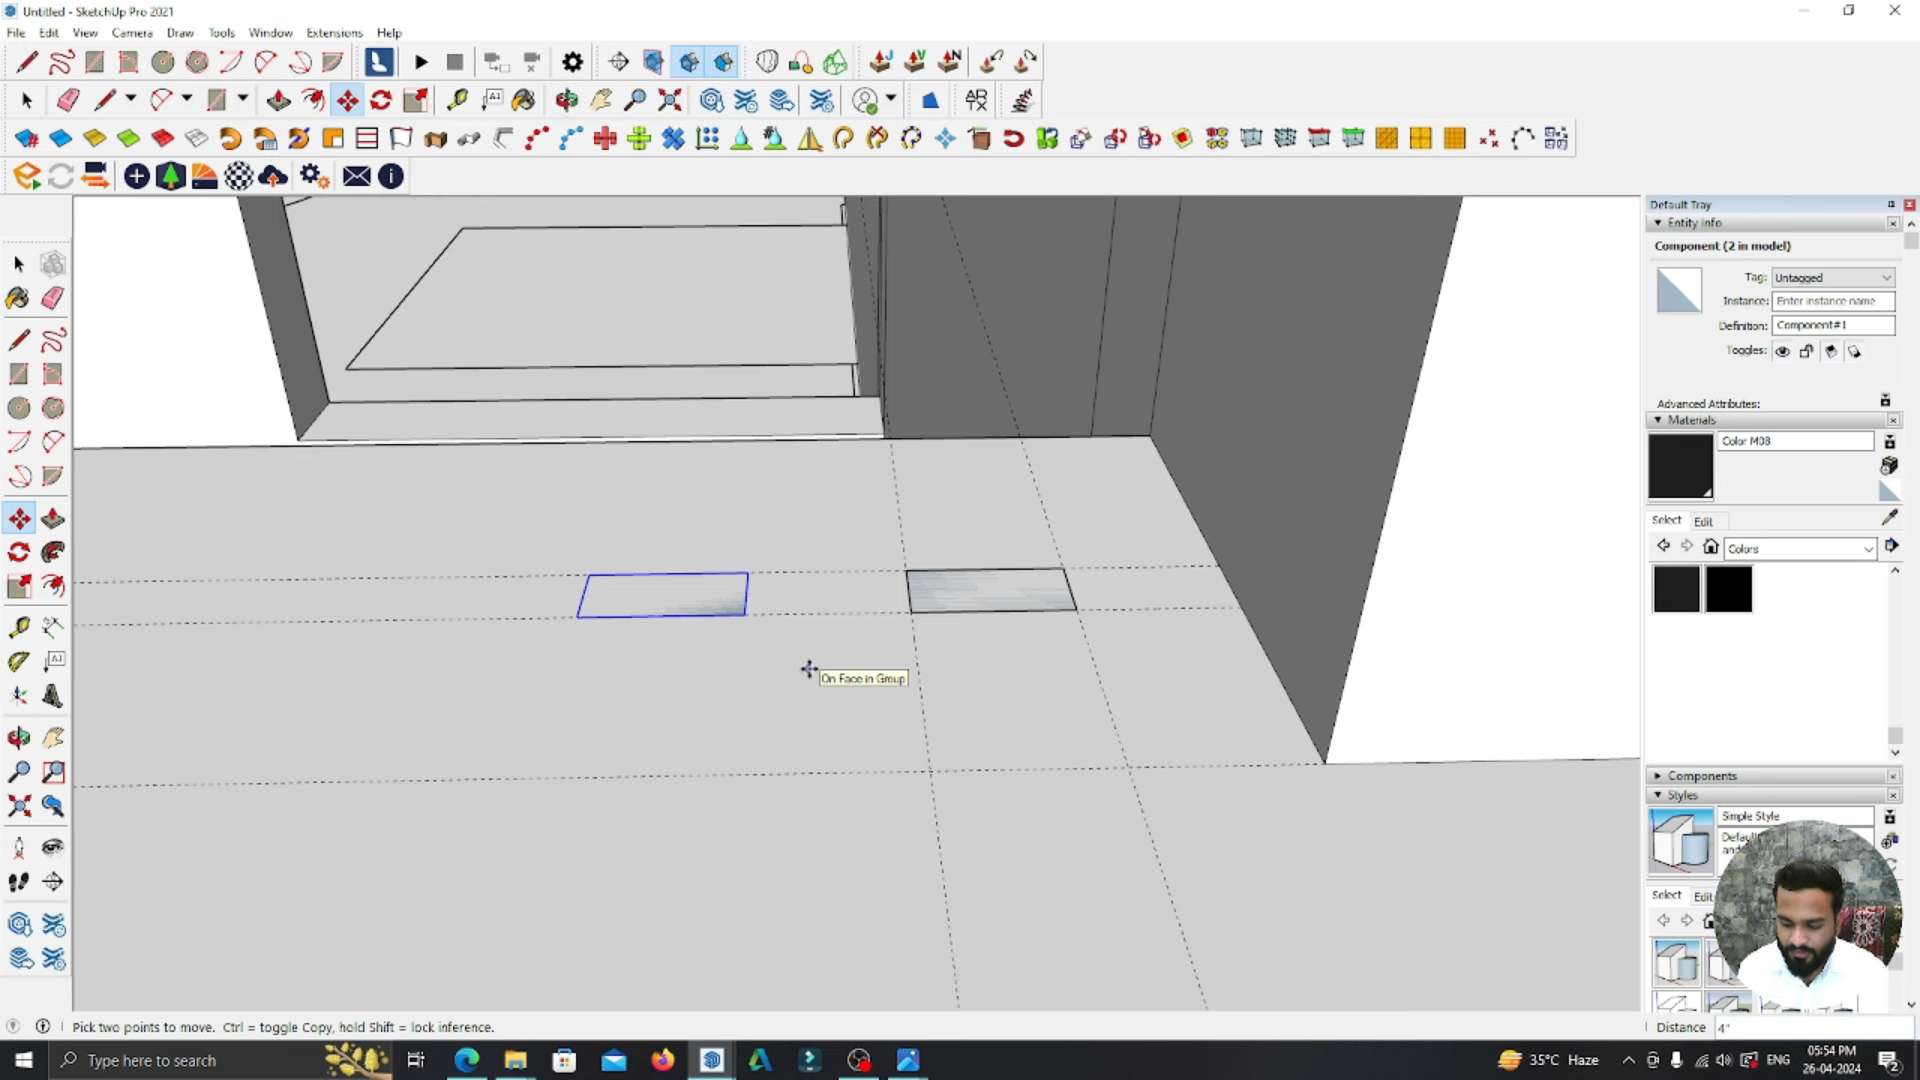 Untitled - SketchUp Pro 2021
File Edit View Camera Draw Tools Window Extensions Help
Default Tray
Entity Info
Component (2 in model)
Tag: Untagged
Instance: Enter instance name
Definition: Component#1
Toggles:
Advanced Attributes:
Materials
Color M08
Select Edit
Colors
On Face in Group
Components
Styles
Simple Style
Defau
and
Select Edit
Pick two points to move. Ctrl = toggle Copy, hold Shift = lock inference.
Distance 4"
Type here to search
35°C Haze
ENG
05:54 PM
26-04-2024
2